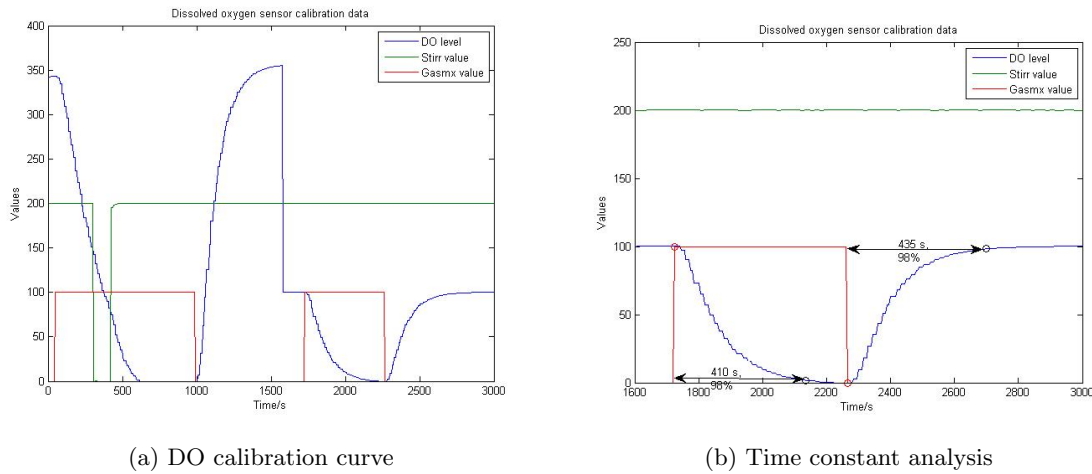 Dissolved oxygen sensor calibration data
400
350
300
250
200
150
100
50
0
Values
0 500 1000 1500 2000 2500 3000
Time/s
DO level
Stirr value
Gasmx value
(a) DO calibration curve
Dissolved oxygen sensor calibration data
250
200
150
100
50
0
Values
1600 1800 2000 2200 2400 2600 2800 3000
Time/s
DO level
Stirr value
Gasmx value
435 s,
98%
410 s,
98%
(b) Time constant analysis